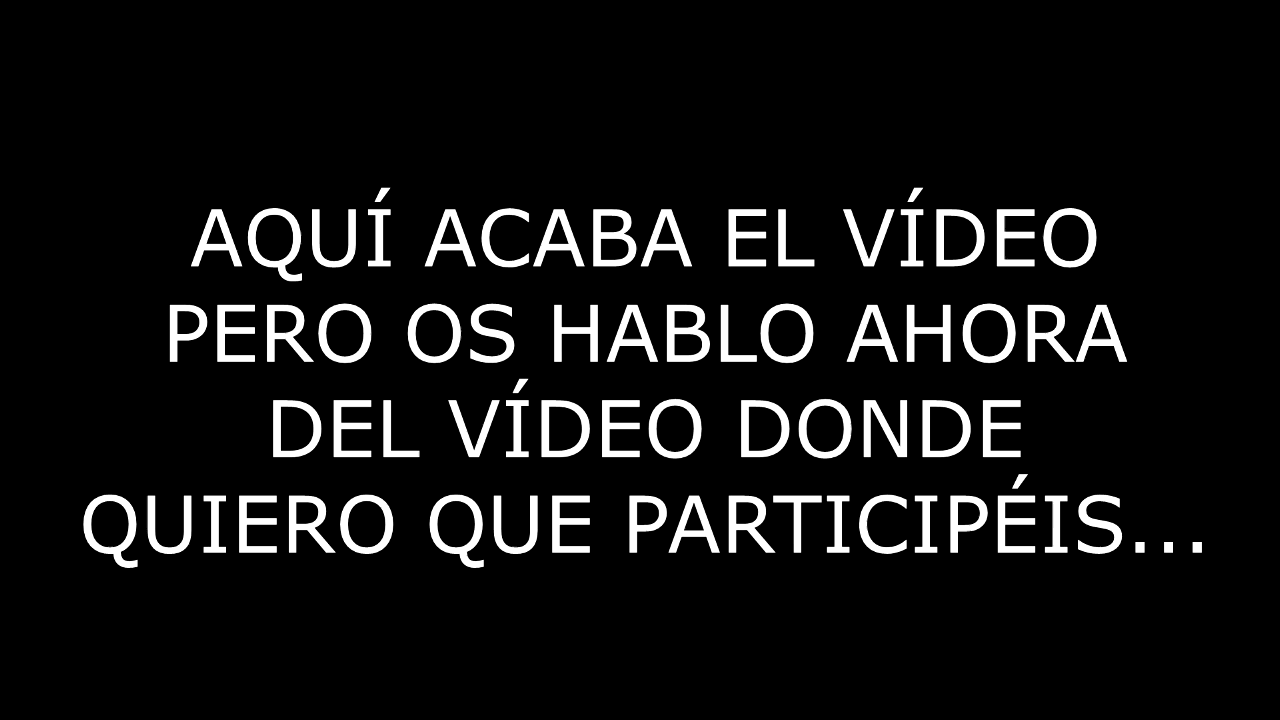 AQUÍ ACABA EL VÍDEO
PERO OS HABLO AHORA
DEL VÍDEO DONDE
QUIERO QUE PARTICIPÉIS...